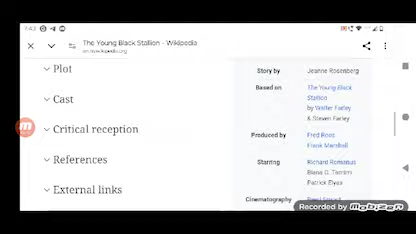 7:43
The Young Black Stallion - Wikipedia
en.m.wikipedia.org
Plot
Cast
Critical reception
References
External links
Story by Jeanne Rosenberg
Based on The Young Black
Stallion
by Walter Farley
& Steven Farley
Produced by Fred Roos
Frank Marshall
Starring Richard Romanus
Biana G. Tamimi
Patrick Elyas
Cinematography
Recorded by Mobizen